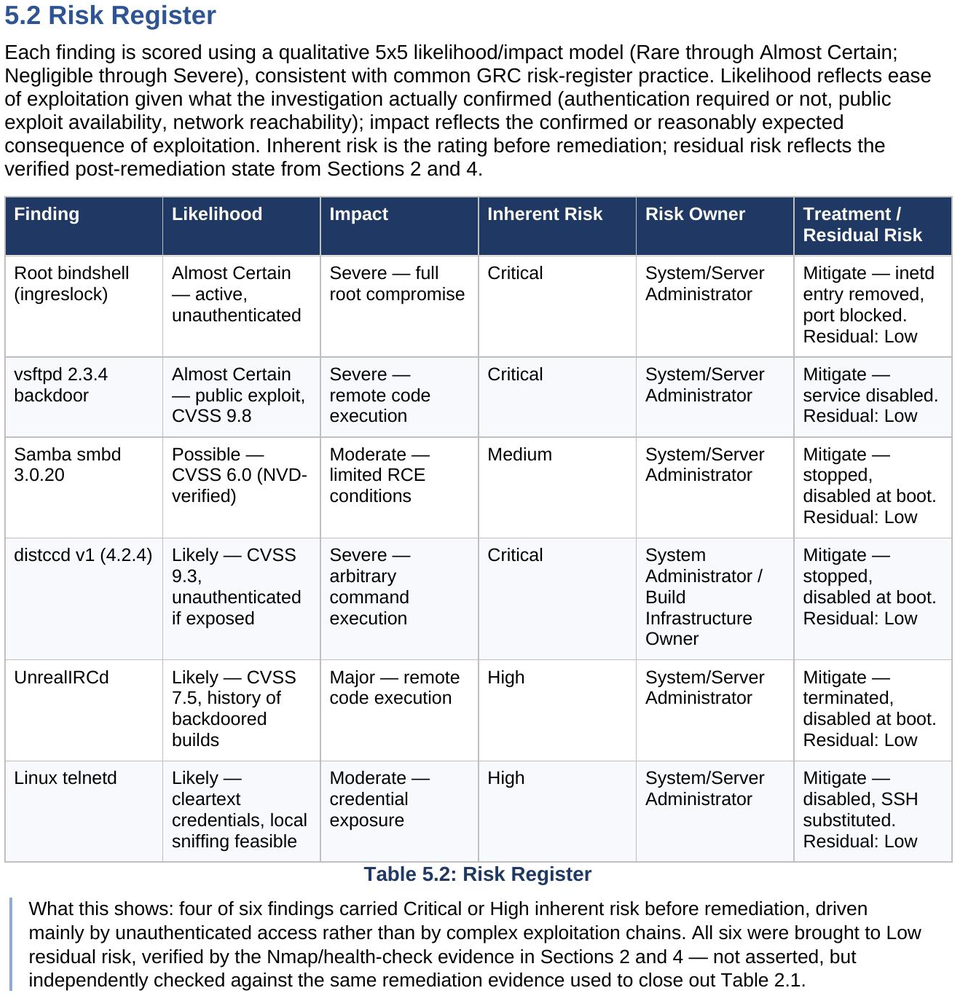 5.2 Risk Register
Each finding is scored using a qualitative 5x5 likelihood/impact model (Rare through Almost Certain;
Negligible through Severe), consistent with common GRC risk-register practice. Likelihood reflects ease
of exploitation given what the investigation actually confirmed (authentication required or not, public
exploit availability, network reachability); impact reflects the confirmed or reasonably expected
consequence of exploitation. Inherent risk is the rating before remediation; residual risk reflects the
verified post-remediation state from Sections 2 and 4.
Finding
Likelihood
Impact
Inherent Risk
Risk Owner
Treatment /
Residual Risk
Root bindshell
(ingreslock)
Almost Certain
— active,
unauthenticated
Severe — full
root compromise
Critical
System/Server
Administrator
Mitigate — inetd
entry removed,
port blocked.
Residual: Low
vsftpd 2.3.4
backdoor
Almost Certain
— public exploit,
CVSS 9.8
Severe —
remote code
execution
Critical
System/Server
Administrator
Mitigate —
service disabled.
Residual: Low
Samba smbd
3.0.20
Possible —
CVSS 6.0 (NVD-
verified)
Moderate —
limited RCE
conditions
Medium
System/Server
Administrator
Mitigate —
stopped,
disabled at boot.
Residual: Low
distccd v1 (4.2.4)
Likely — CVSS
9.3,
unauthenticated
if exposed
Severe —
arbitrary
command
execution
Critical
System
Administrator /
Build
Infrastructure
Owner
Mitigate —
stopped,
disabled at boot.
Residual: Low
UnrealIRCd
Likely — CVSS
7.5, history of
backdoored
builds
Major — remote
code execution
High
System/Server
Administrator
Mitigate —
terminated,
disabled at boot.
Residual: Low
Linux telnetd
Likely —
cleartext
credentials, local
sniffing feasible
Moderate —
credential
exposure
High
System/Server
Administrator
Mitigate —
disabled, SSH
substituted.
Residual: Low
Table 5.2: Risk Register
What this shows: four of six findings carried Critical or High inherent risk before remediation, driven
mainly by unauthenticated access rather than by complex exploitation chains. All six were brought to Low
residual risk, verified by the Nmap/health-check evidence in Sections 2 and 4 — not asserted, but
independently checked against the same remediation evidence used to close out Table 2.1.